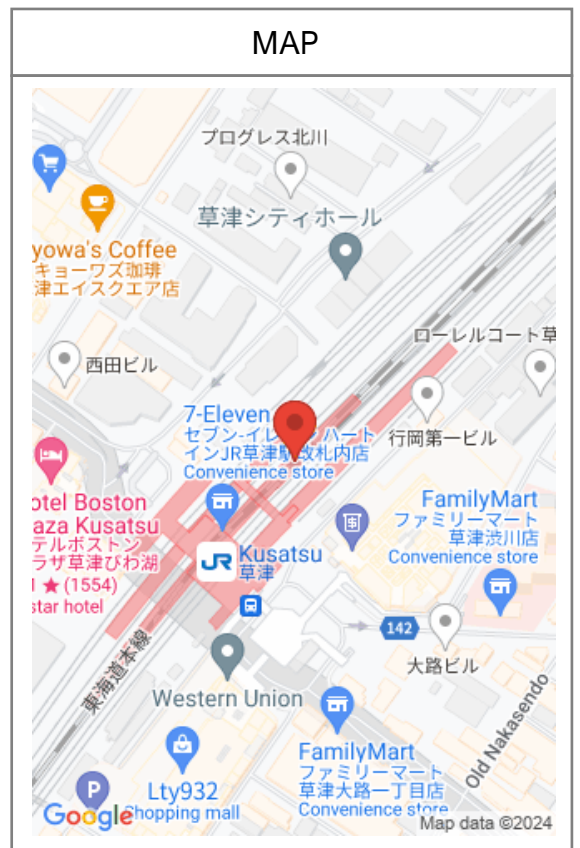 MAP
プログレス北川
草津シティホール
yowa's Coffee
キョーワズ珈琲
津エイスクエア店
ローレルコート草
西田ビル
7-Eleven
セブン-イレ ハート
インJR草津駅改札内店
Convenience store
行岡第一ビル
otel Boston
aza Kusatsu
テルボストン
ラザ草津びわ湖
1 ★ (1554)
star hotel
FamilyMart
ファミリーマート
草津渋川店
Convenience store
JR
Kusatsu
草津
142
大路ビル
東海道本線
Western Union
Old Nakasendo
FamilyMart
ファミリーマート
草津大路一丁目店
Convenience store
Lty932
Shopping mall
P
Google
Map data ©2024